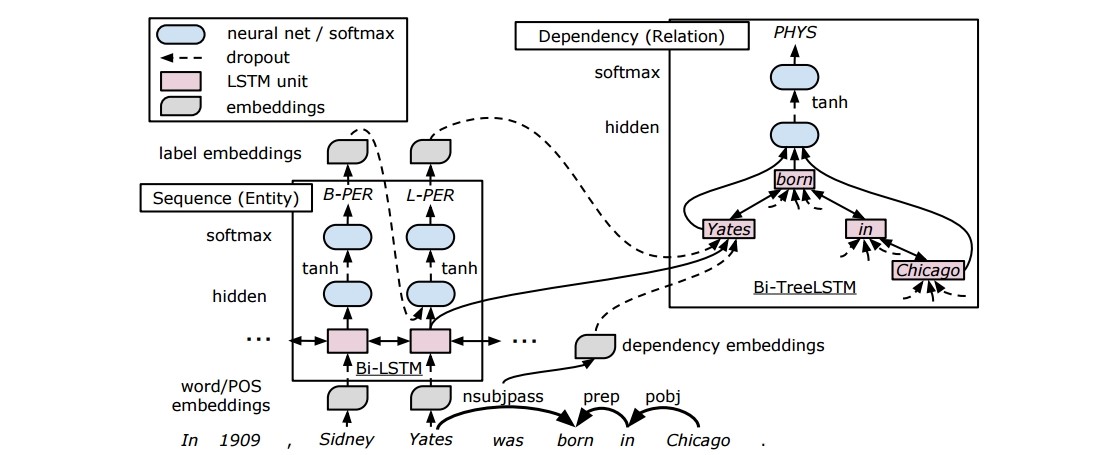 neural net / softmax
dropout
LSTM unit
embeddings
Dependency (Relation)
PHYS
softmax
tanh
hidden
born
Yates
in
Chicago
Bi-TreeLSTM
label embeddings
Sequence (Entity)
B-PER L-PER
softmax
tanh tanh
hidden
... ...
Bi-LSTM
dependency embeddings
word/POS
embeddings
nsubjpass prep pobj
In 1909 , Sidney Yates was born in Chicago .